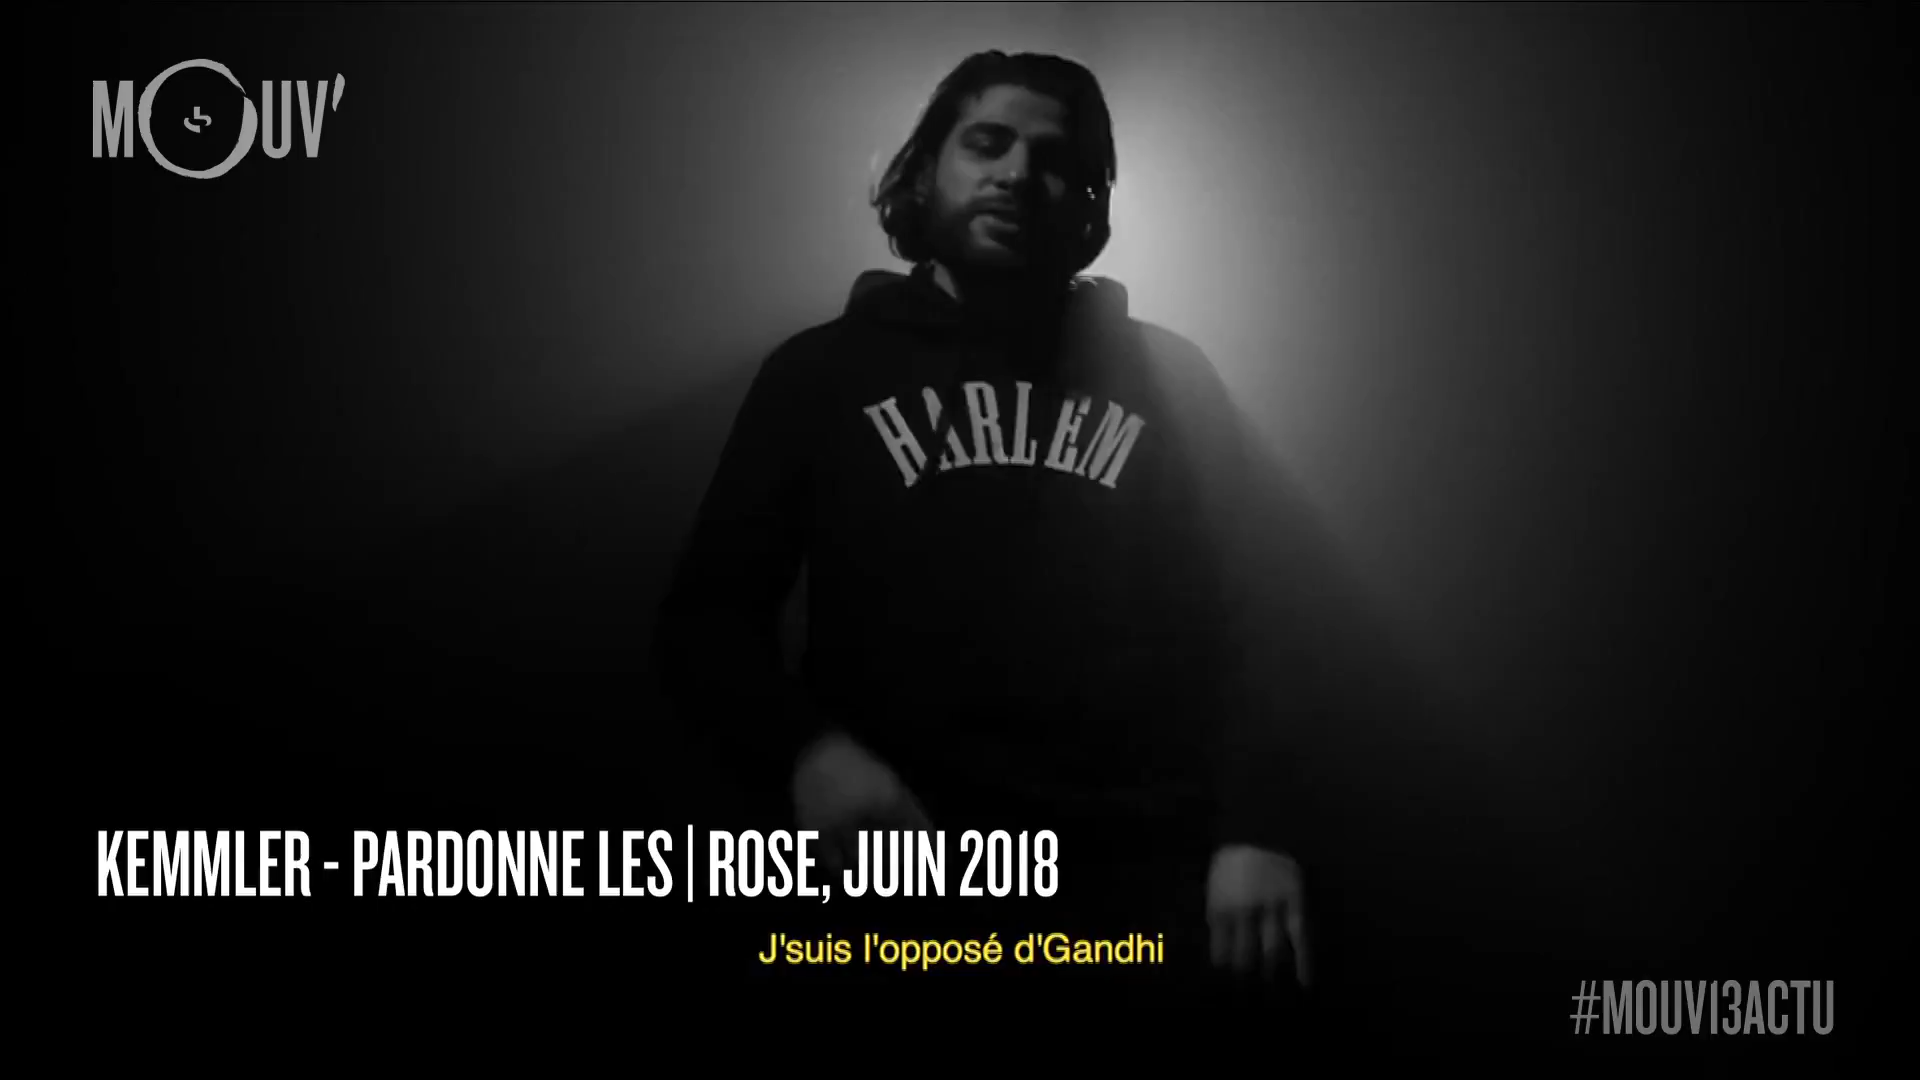 MOUV'
HARLEM
KEMMLER - PARDONNE LES | ROSE, JUIN 2018
J'suis l'opposé d'Gandhi
#MOUV13ACTU